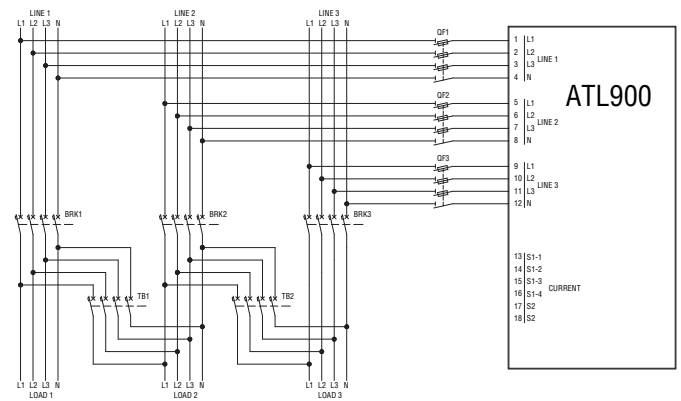 LINE 1 LINE 2 LINE 3
L1 L2 L3 N L1 L2 L3 N L1 L2 L3 N
QF1
1 L1
2 L2
3 L3
4 N
LINE 1
ATL900
QF2
5 L1
6 L2
7 L3
8 N
LINE 2
QF3
9 L1
10 L2
11 L3
12 N
LINE 3
BRK1 BRK2 BRK3
13 S1-1
14 S1-2
15 S1-3
16 S1-4
17 S2
18 S2
CURRENT
TB1 TB2
L1 L2 L3 N L1 L2 L3 N L1 L2 L3 N
LOAD 1 LOAD 2 LOAD 3